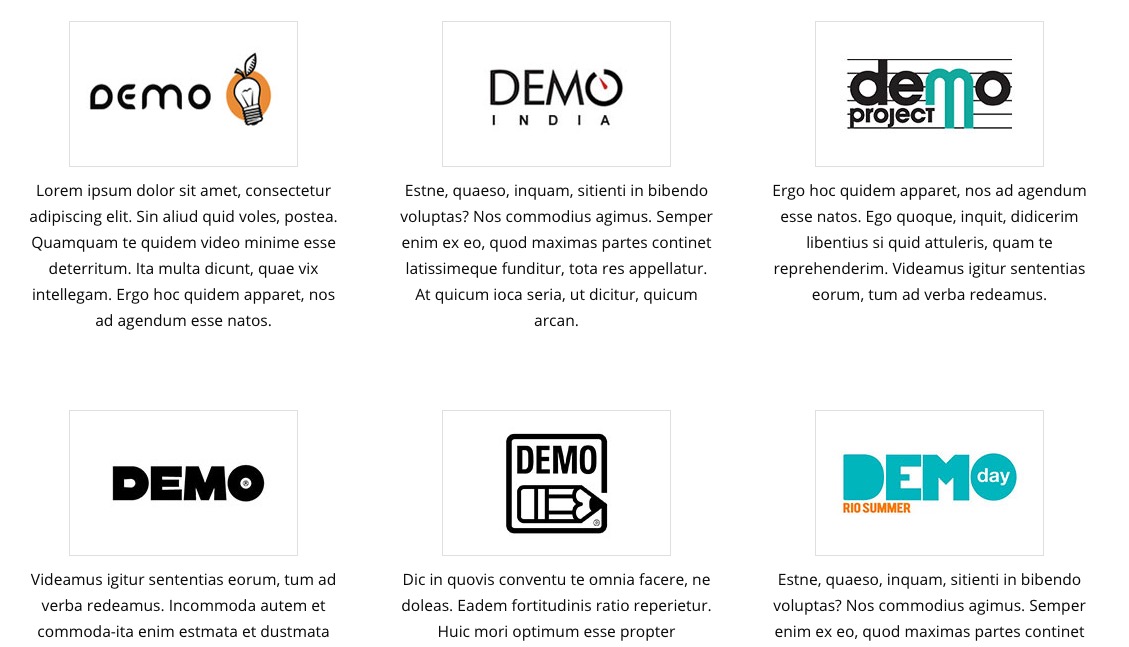 DEMO
Lorem ipsum dolor sit amet, consectetur
adipiscing elit. Sin aliud quid voles, postea.
Quamquam te quidem video minime esse
deterritum. Ita multa dicunt, quae vix
intellegam. Ergo hoc quidem apparet, nos
ad agendum esse natos.
DEMO
INDIA
Estne, quaeso, inquam, sitienti in bibendo
voluptas? Nos commodius agimus. Semper
enim ex eo, quod maximas partes continet
latissimeque funditur, tota res appellatur.
At quicum ioca seria, ut dicitur, quicum
arcan.
demo
project
Ergo hoc quidem apparet, nos ad agendum
esse natos. Ego quoque, inquit, didicerim
libentius si quid attuleris, quam te
reprehenderim. Videamus igitur sententias
eorum, tum ad verba redeamus.
DEMO®
Videamus igitur sententias eorum, tum ad
verba redeamus. Incommoda autem et
commoda-ita enim estmata et dustmata
DEMO
®
Dic in quovis conventu te omnia facere, ne
doleas. Eadem fortitudinis ratio reperietur.
Huic mori optimum esse propter
DEMO day
RIO SUMMER
Estne, quaeso, inquam, sitienti in bibendo
voluptas? Nos commodius agimus. Semper
enim ex eo, quod maximas partes continet